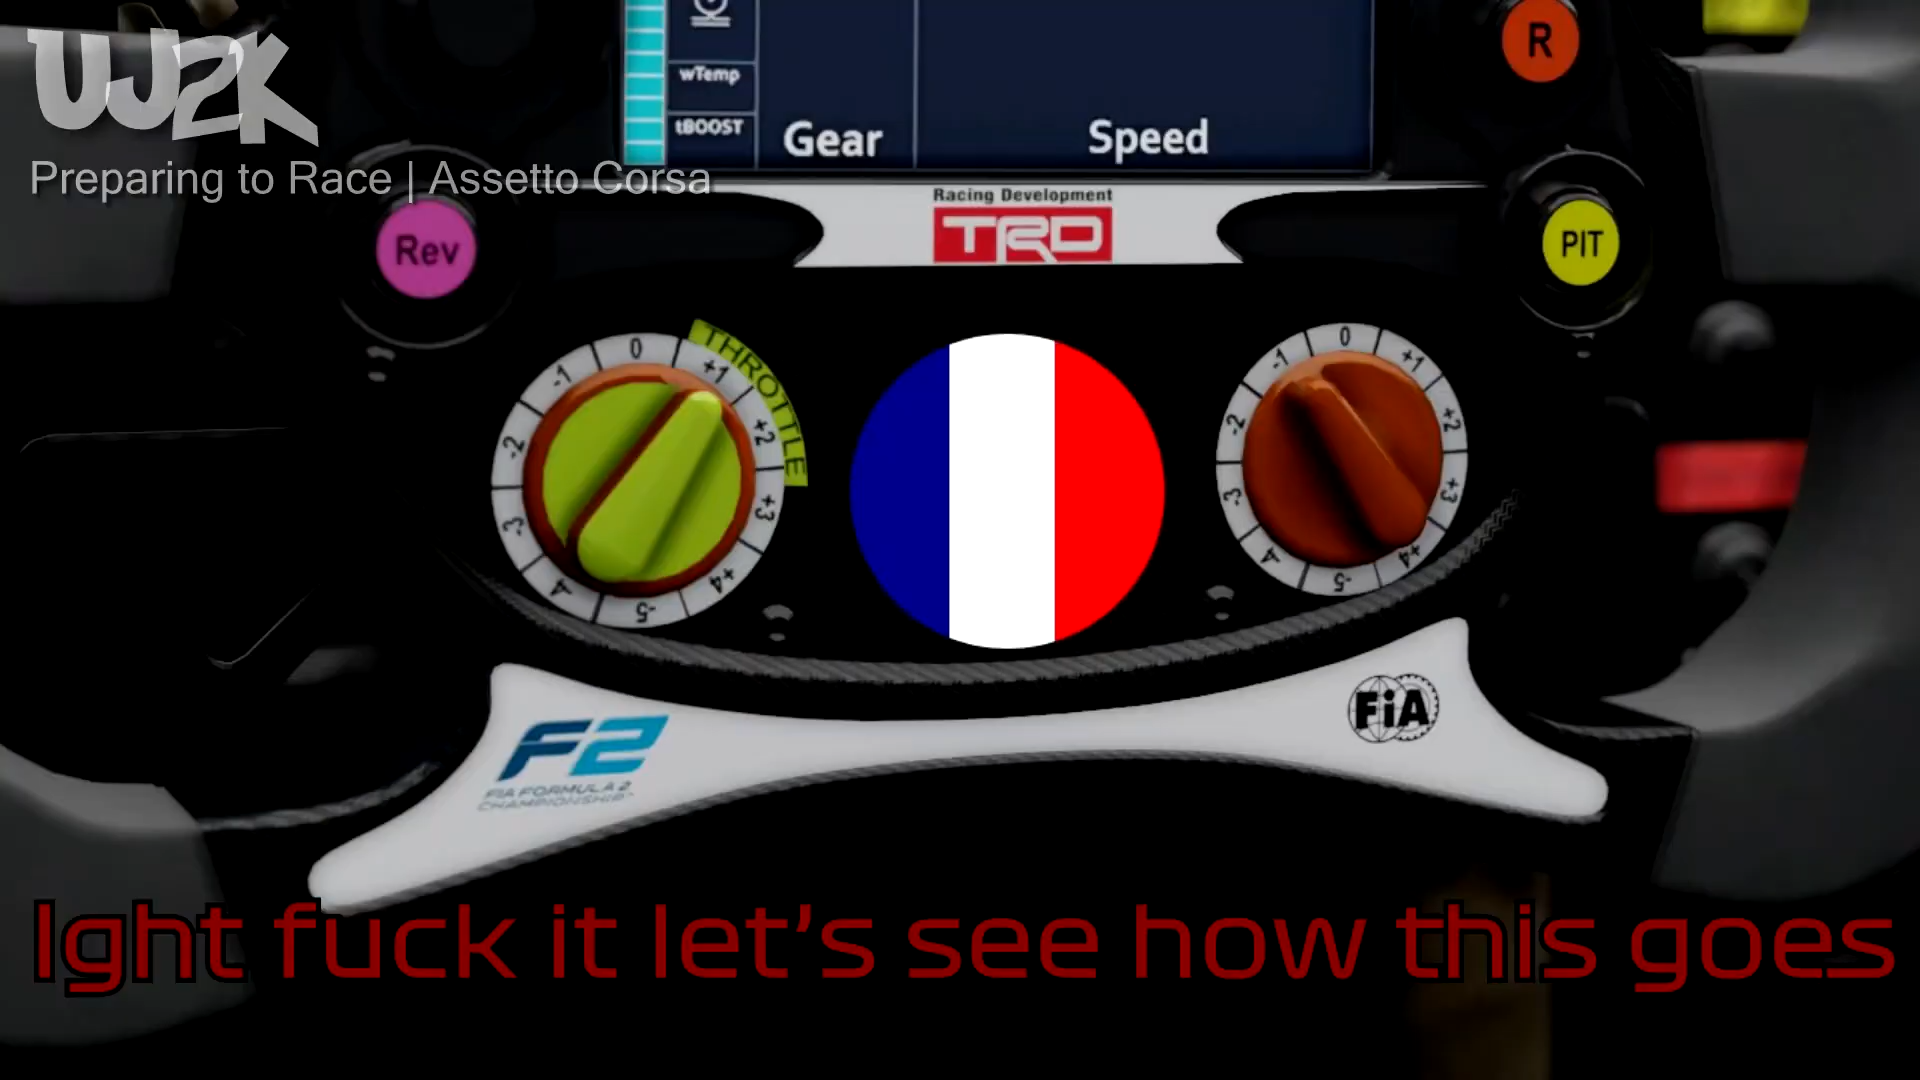 UJ2K
Preparing to Race | Assetto Corsa
wTemp
tBOOST
Gear
Speed
R
Racing Development
TRD
Rev
PIT
THROTTLE
0
+1
+2
+3
+4
-5
-4
-3
-2
-1
0
+1
+2
+3
+4
-5
-4
-3
-2
-1
F2
FIA FORMULA 2
CHAMPIONSHIP™
FiA
Ight fuck it let's see how this goes